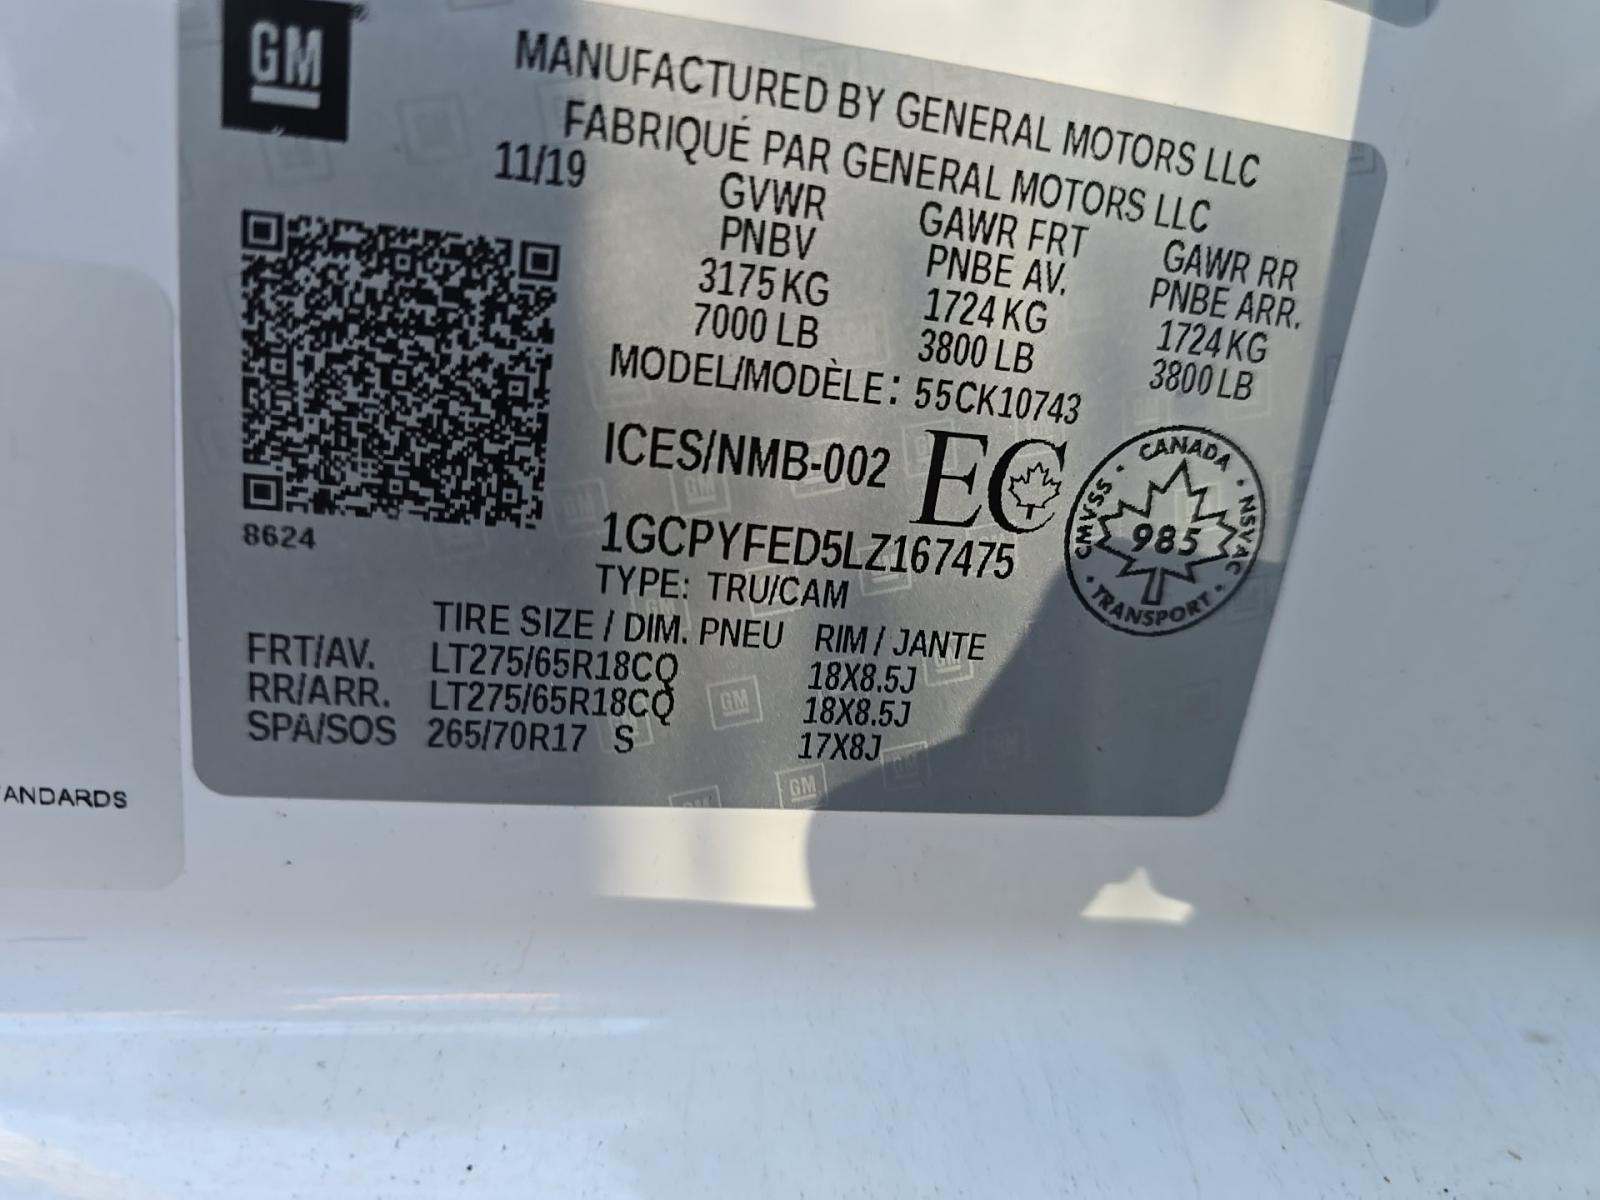 GM
MANUFACTURED BY GENERAL MOTORS LLC
FABRIQUÉ PAR GENERAL MOTORS LLC
11/19
GVWR GAWR FRT GAWR RR
PNBV PNBE AV. PNBE ARR.
3175 KG 1724 KG 1724 KG
7000 LB 3800 LB 3800 LB
MODEL/MODÈLE: 55CK10743
ICES/NMB-002 EC
CANADA
CMVSS 985 NSVAC
TRANSPORT
8624
1GCPYFED5LZ167475
TYPE: TRU/CAM
TIRE SIZE / DIM. PNEU RIM / JANTE
FRT/AV. LT275/65R18CQ 18X8.5J
RR/ARR. LT275/65R18CQ 18X8.5J
SPA/SOS 265/70R17 S 17X8J
ANDARDS